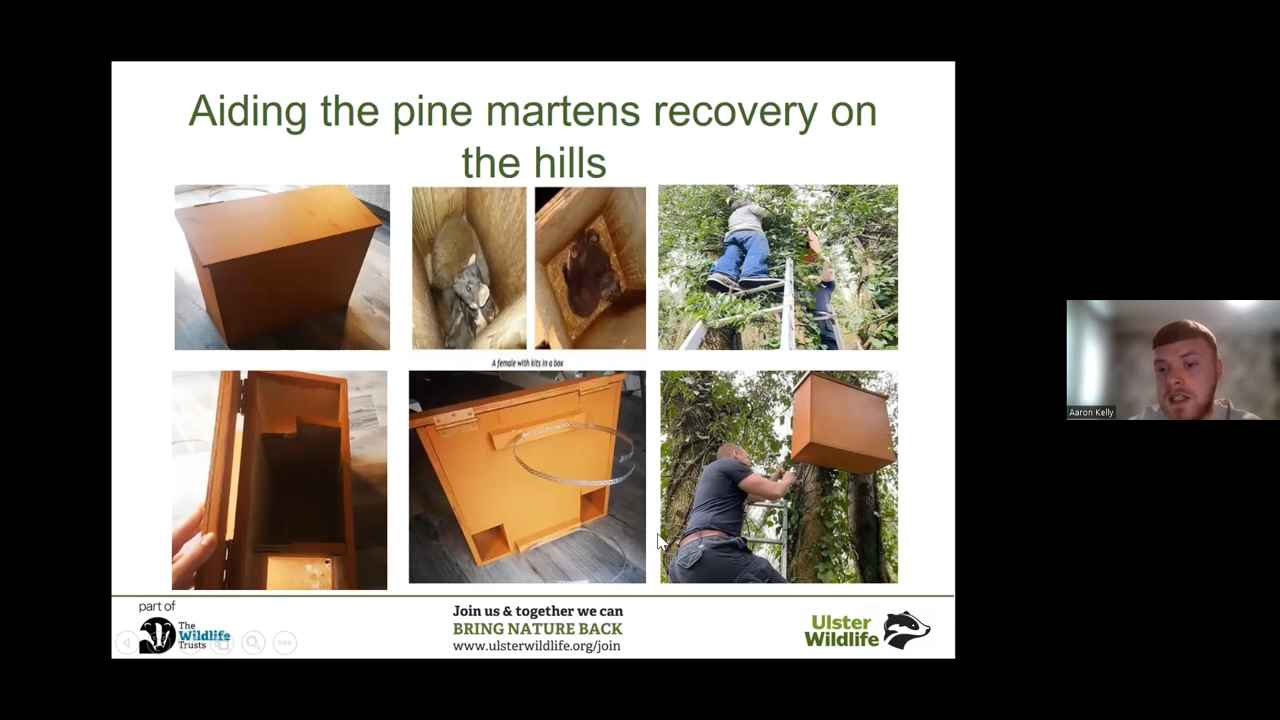 Aiding the pine martens recovery on
the hills
A female with kits in a box
Aaron Kelly
part of
The
Wildlife
Trusts
Join us & together we can
BRING NATURE BACK
www.ulsterwildlife.org/join
Ulster
Wildlife